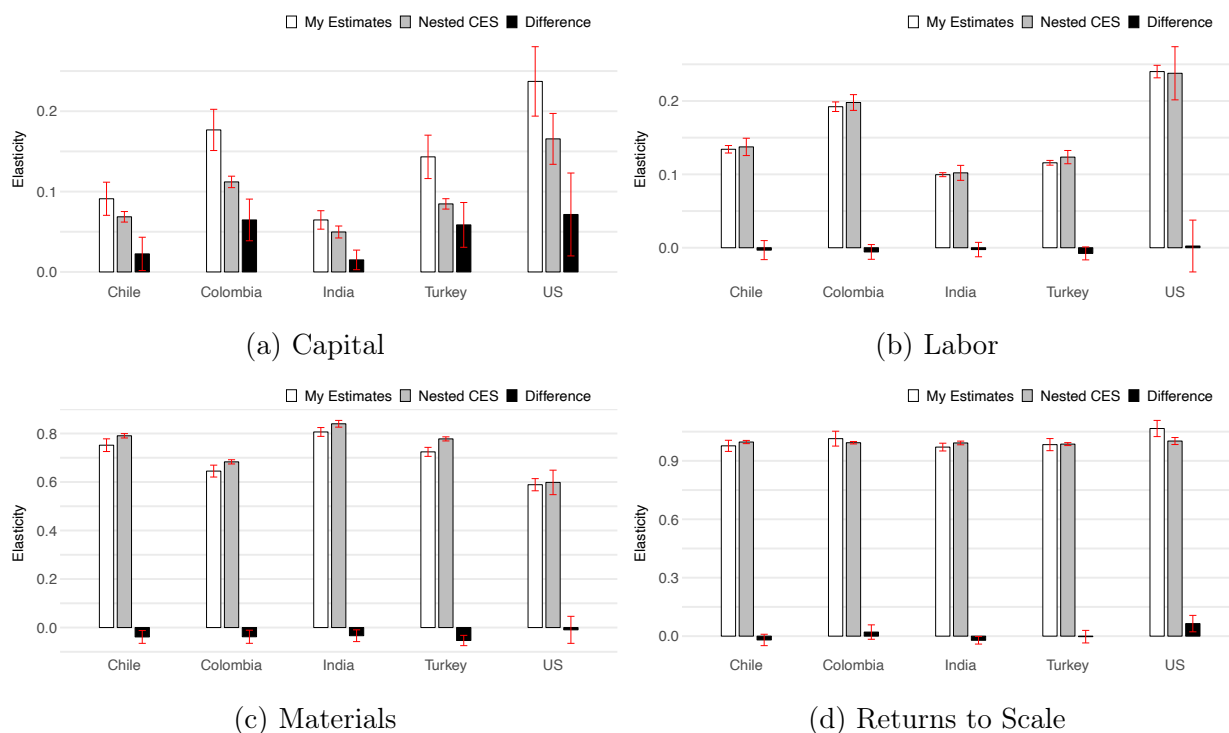 My Estimates Nested CES Difference
Elasticity
0.2
0.1
0.0
Chile Colombia India Turkey US
(a) Capital
My Estimates Nested CES Difference
Elasticity
0.2
0.1
0.0
Chile Colombia India Turkey US
(b) Labor
My Estimates Nested CES Difference
Elasticity
0.8
0.6
0.4
0.2
0.0
Chile Colombia India Turkey US
(c) Materials
My Estimates Nested CES Difference
Elasticity
0.9
0.6
0.3
0.0
Chile Colombia India Turkey US
(d) Returns to Scale